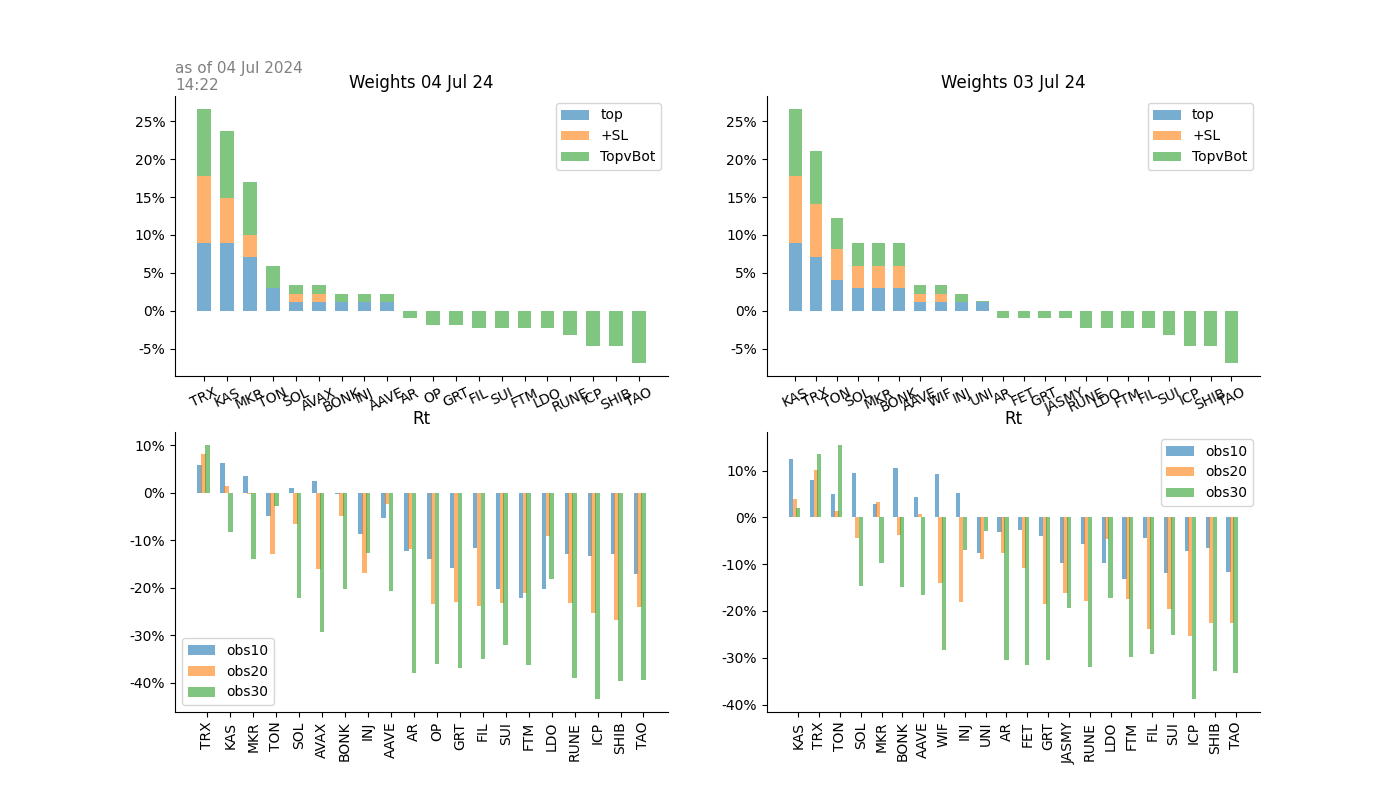 as of 04 Jul 2024
14:22
Weights 04 Jul 24
25%
20%
15%
10%
5%
0%
-5%
top
+SL
TopvBot
TRX KAS MKR TON SOL AVAX BONK INJ AAVE AR OP GRT FIL SUI FTM LDO RUNE ICP SHIB TAO
Weights 03 Jul 24
25%
20%
15%
10%
5%
0%
-5%
top
+SL
TopvBot
KAS TRX TON SOL MKR BONK AAVE WIF INJ UNI AR FET GRT JASMY RUNE LDO FTM FIL SUI ICP SHIB TAO
Rt
10%
0%
-10%
-20%
-30%
-40%
obs10
obs20
obs30
TRX KAS MKR TON SOL AVAX BONK INJ AAVE AR OP GRT FIL SUI FTM LDO RUNE ICP SHIB TAO
Rt
10%
0%
-10%
-20%
-30%
-40%
obs10
obs20
obs30
KAS TRX TON SOL MKR BONK AAVE WIF INJ UNI AR FET GRT JASMY RUNE LDO FTM FIL SUI ICP SHIB TAO